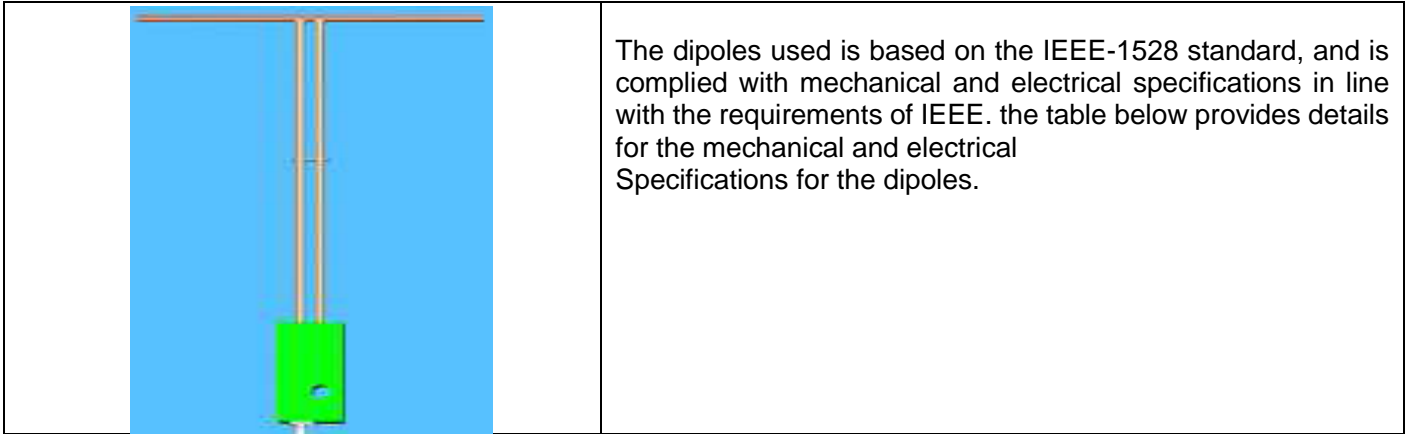 The dipoles used is based on the IEEE-1528 standard, and is
complied with mechanical and electrical specifications in line
with the requirements of IEEE. the table below provides details
for the mechanical and electrical
Specifications for the dipoles.